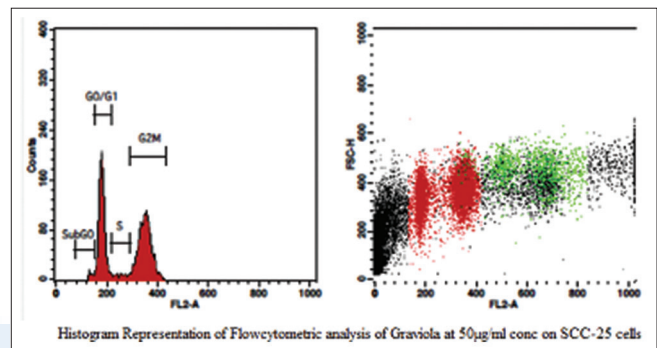 400
320
240
160
80
0
Counts
G0/G1
G2M
SubG0
S
0 200 400 600 800 1000
FL2-A
1000
800
600
400
200
0
FSC-H
0 200 400 600 800 1000
FL2-A
Histogram Representation of Flowcytometric analysis of Graviola at 50μg/ml conc on SCC-25 cells